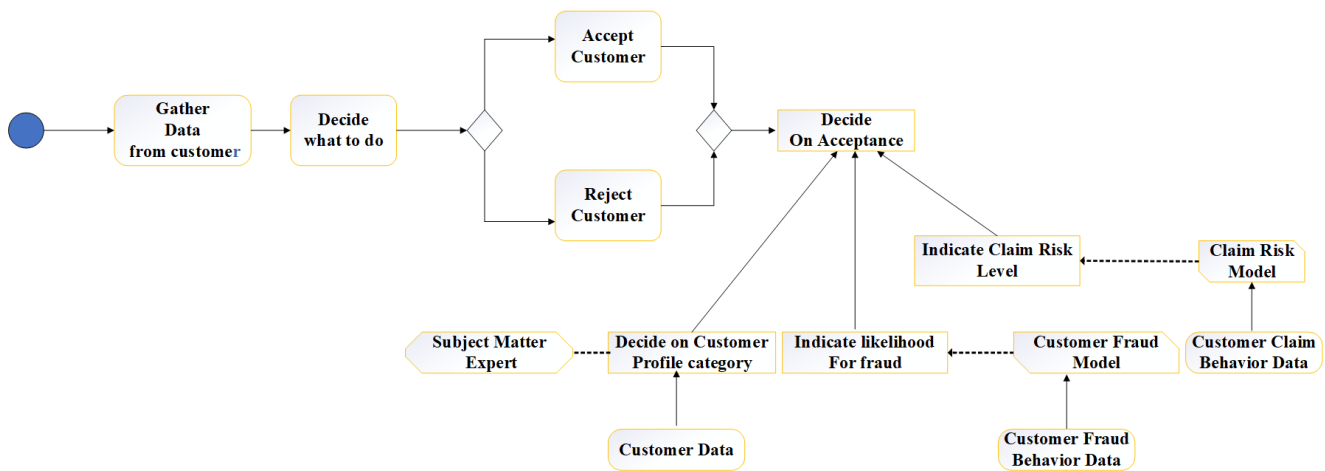 Accept
Customer
Gather
Data
from customer
Decide
what to do
Decide
On Acceptance
Reject
Customer
Indicate Claim Risk
Level
Claim Risk
Model
Subject Matter
Expert
Decide on Customer
Profile category
Indicate likelihood
For fraud
Customer Fraud
Model
Customer Claim
Behavior Data
Customer Data
Customer Fraud
Behavior Data